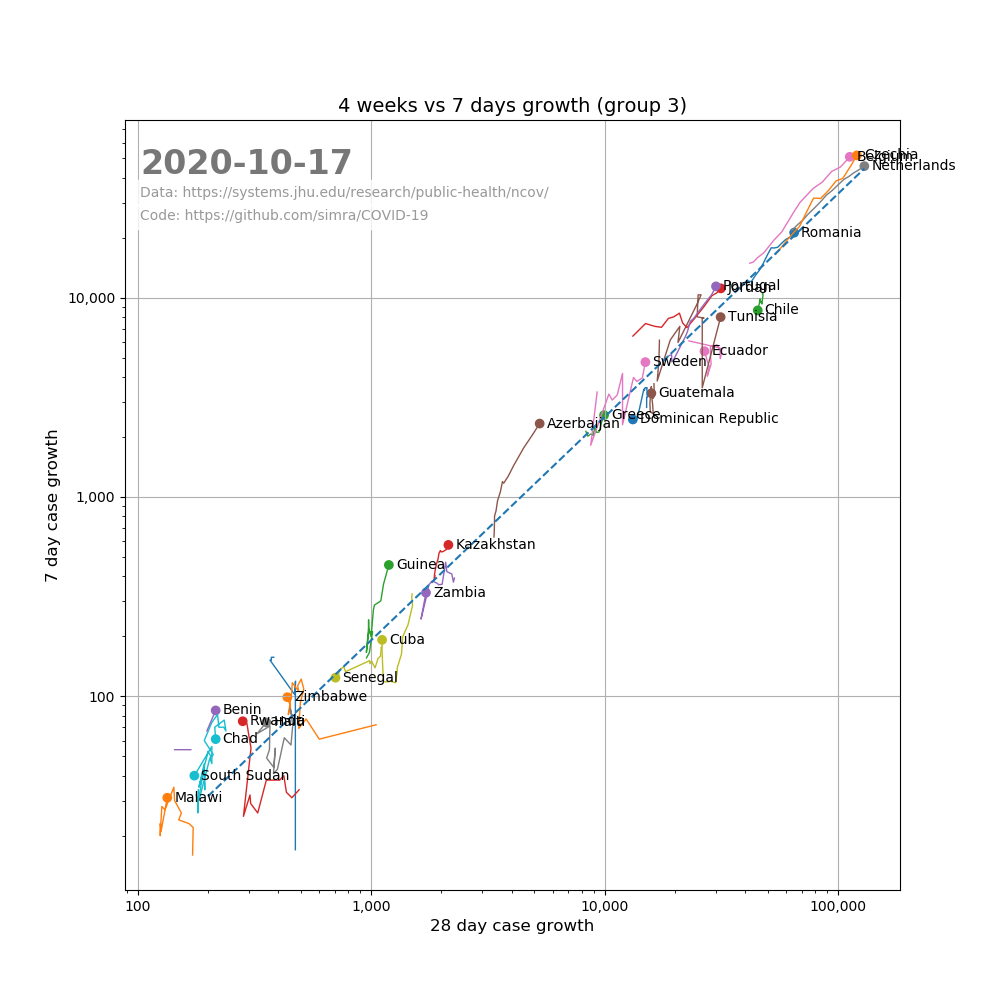 4 weeks vs 7 days growth (group 3)
2020-10-17
Data: https://systems.jhu.edu/research/public-health/ncov/
Code: https://github.com/simra/COVID-19
Czechia
Belgium
Netherlands
Romania
Portugal
Jordan
Chile
Tunisia
Ecuador
Sweden
Guatemala
Greece
Dominican Republic
Azerbaijan
Kazakhstan
Guinea
Zambia
Cuba
Senegal
Zimbabwe
Benin
Rwanda
Haiti
Chad
South Sudan
Malawi
10,000
1,000
100
7 day case growth
100
1,000
10,000
100,000
28 day case growth